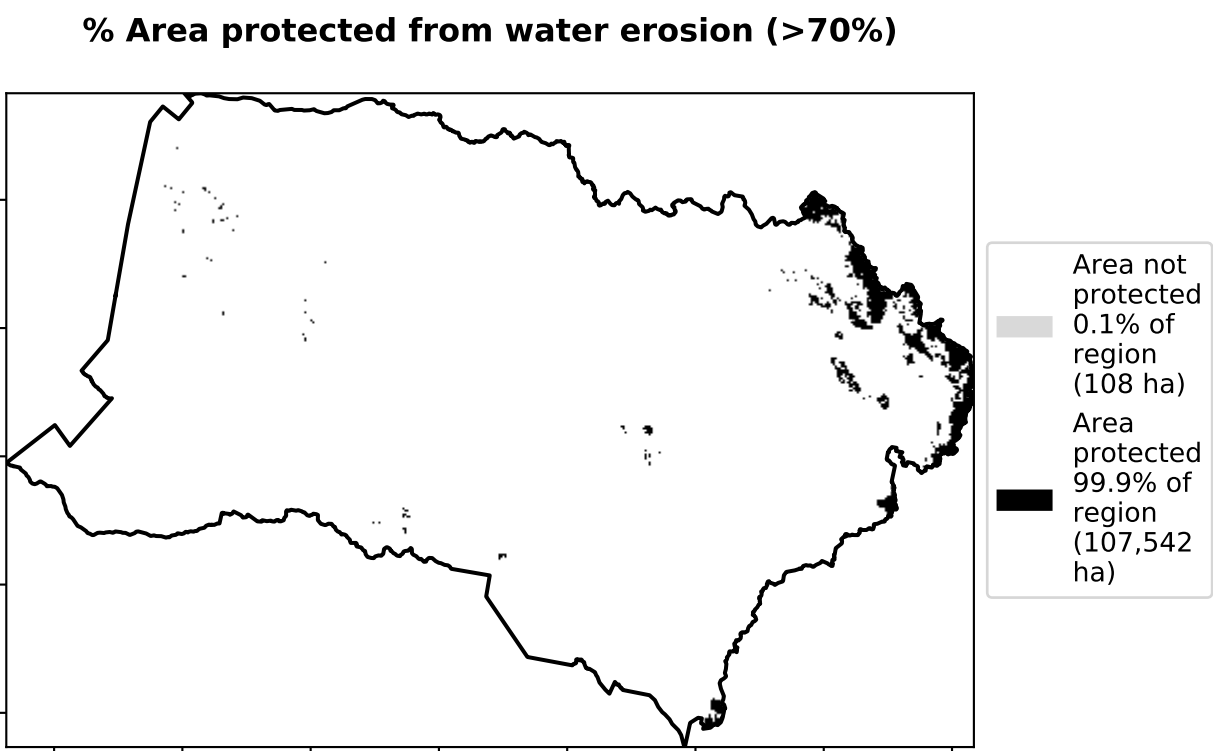 % Area protected from water erosion (>70%)
Area not
protected
0.1% of
region
(108 ha)
Area
protected
99.9% of
region
(107,542
ha)